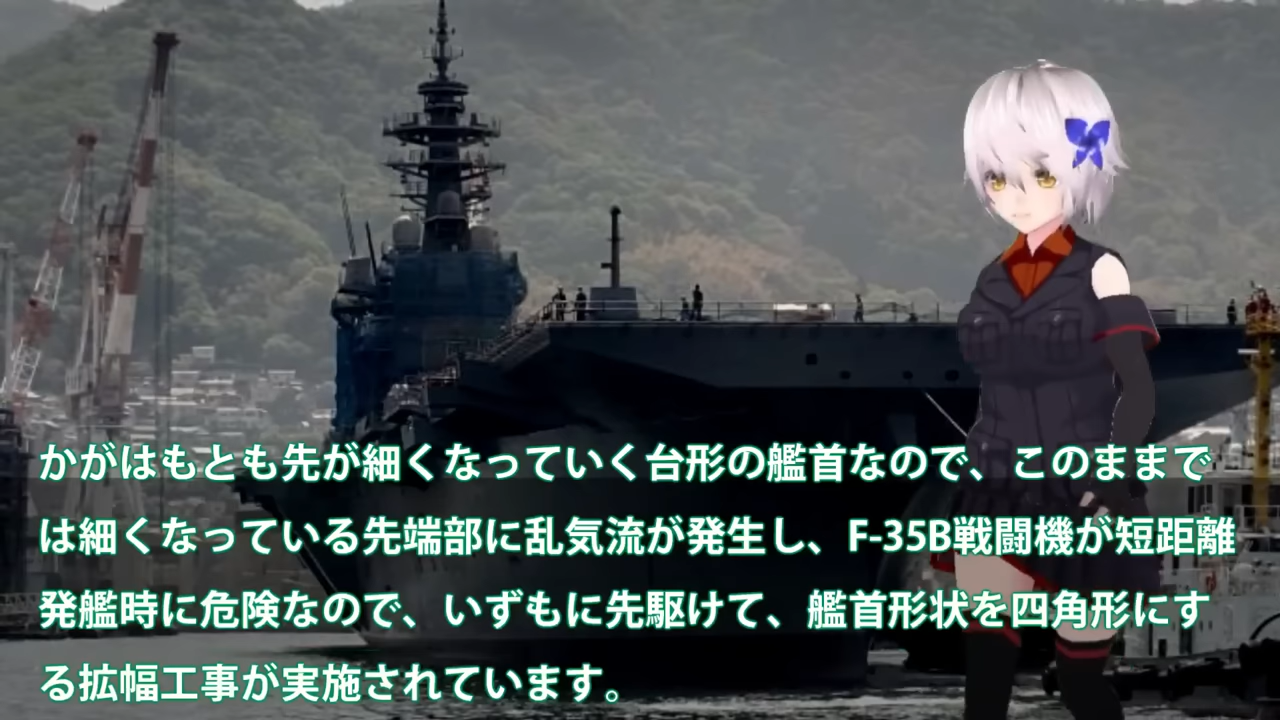 かがはもとも先が細くなっていく台形の艦首なので、このままで
は細くなっている先端部に乱気流が発生し、F-35B戦闘機が短距離
発艦時に危険なので、いずもに先駆けて、艦首形状を四角形にす
る拡幅工事が実施されています。